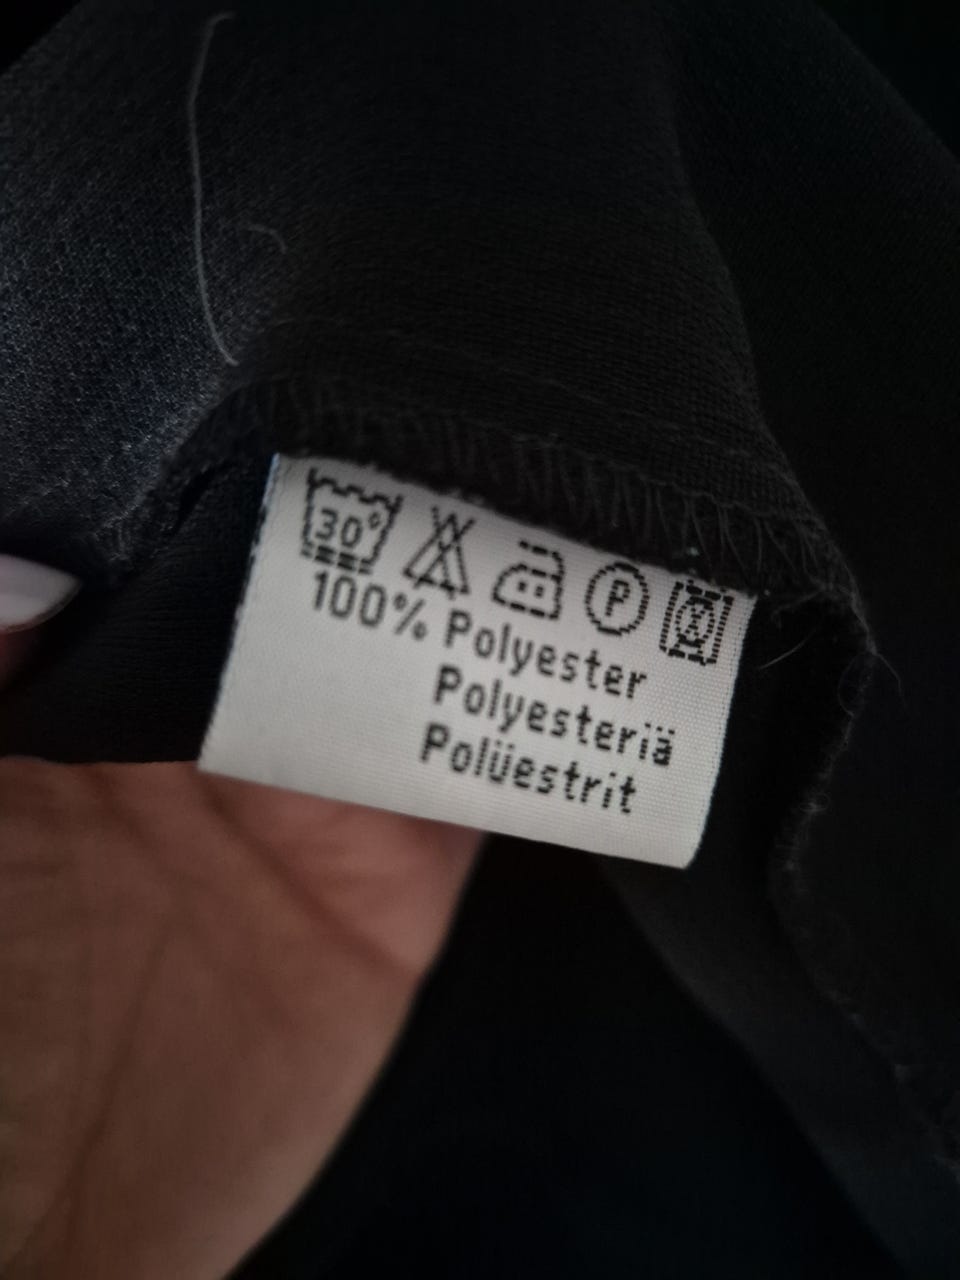 30°
P
100% Polyester
Polyesteriä
Polüestrit